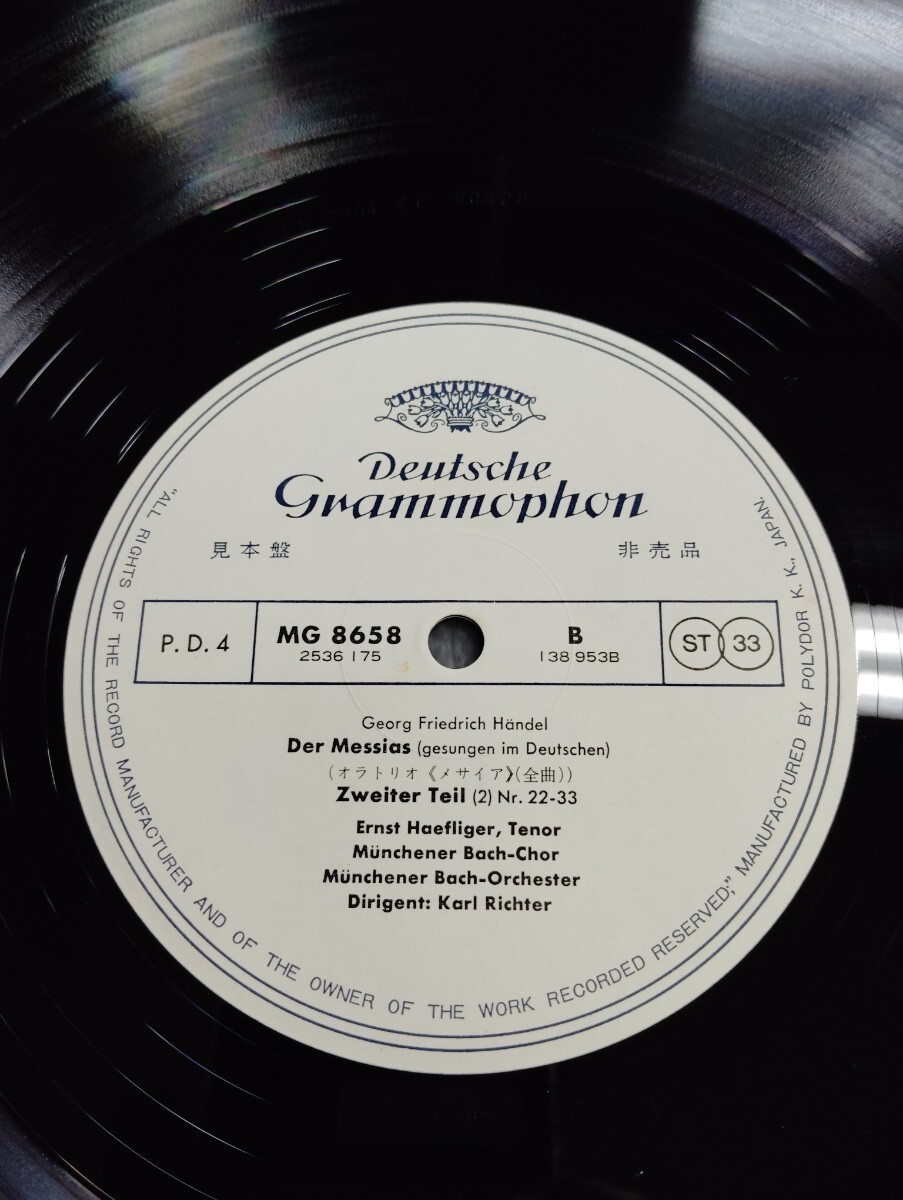 Deutsche
Grammophon
見本盤 非売品
P. D. 4
MG 8658
2536 175
B
138 953B
ST 33
Georg Friedrich Händel
Der Messias (gesungen im Deutschen)
(オラトリオ《メサイア》(全曲))
Zweiter Teil (2) Nr. 22-33
Ernst Haefliger, Tenor
Münchener Bach-Chor
Münchener Bach-Orchester
Dirigent: Karl Richter
"ALL RIGHTS OF THE RECORD MANUFACTURER AND OF THE OWNER OF THE WORK RECORDED RESERVED;" MANUFACTURED BY POLYDOR K. K., JAPAN.